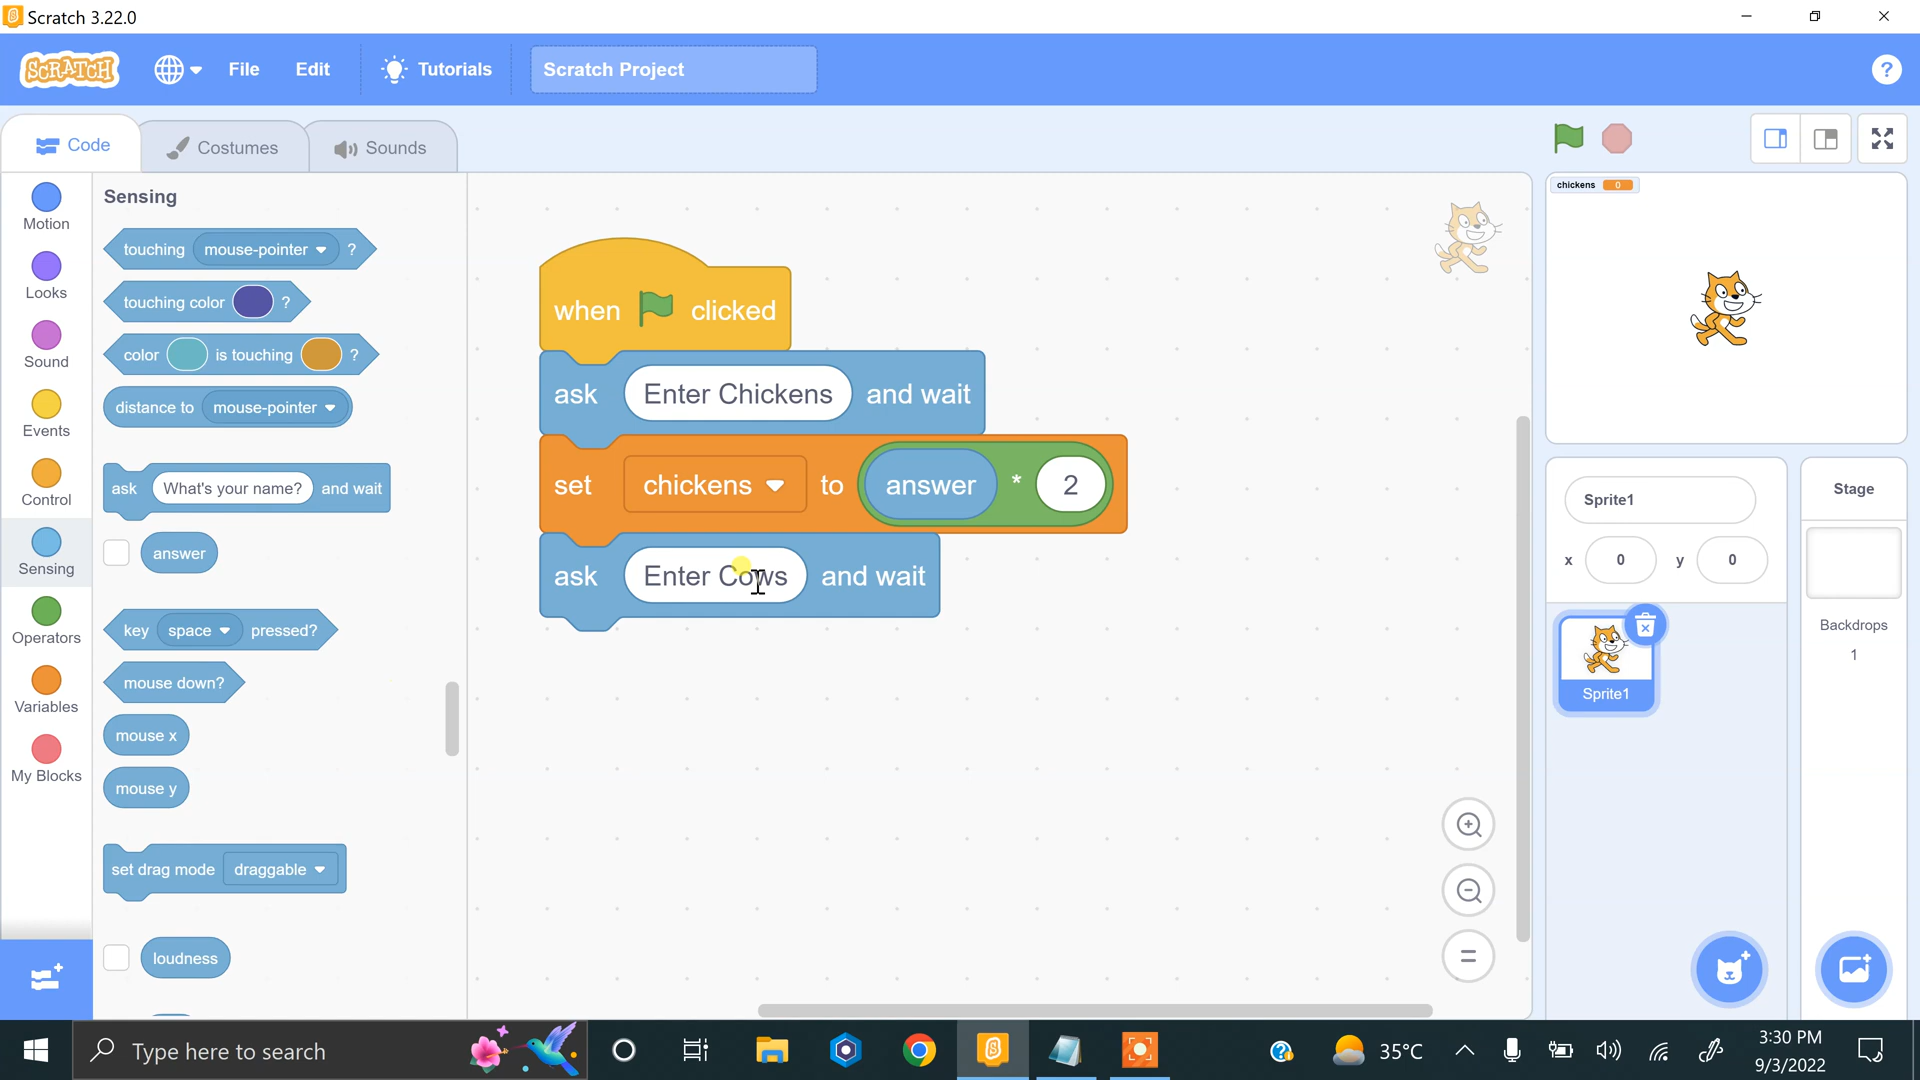 Scratch 3.22.0
SCRATCH
File
Edit
Tutorials
Scratch Project
?
Code
Costumes
Sounds
Motion
Looks
Sound
Events
Control
Sensing
Operators
Variables
My Blocks
Sensing
touching mouse-pointer ?
touching color ?
color is touching ?
distance to mouse-pointer
ask What's your name? and wait
answer
key space pressed?
mouse down?
mouse x
mouse y
set drag mode draggable
loudness
when clicked
ask Enter Chickens and wait
set chickens to answer * 2
ask Enter Cows and wait
chickens 0
Sprite1
x 0 y 0
Sprite1
Stage
Backdrops
1
Type here to search
35°C
3:30 PM
9/3/2022